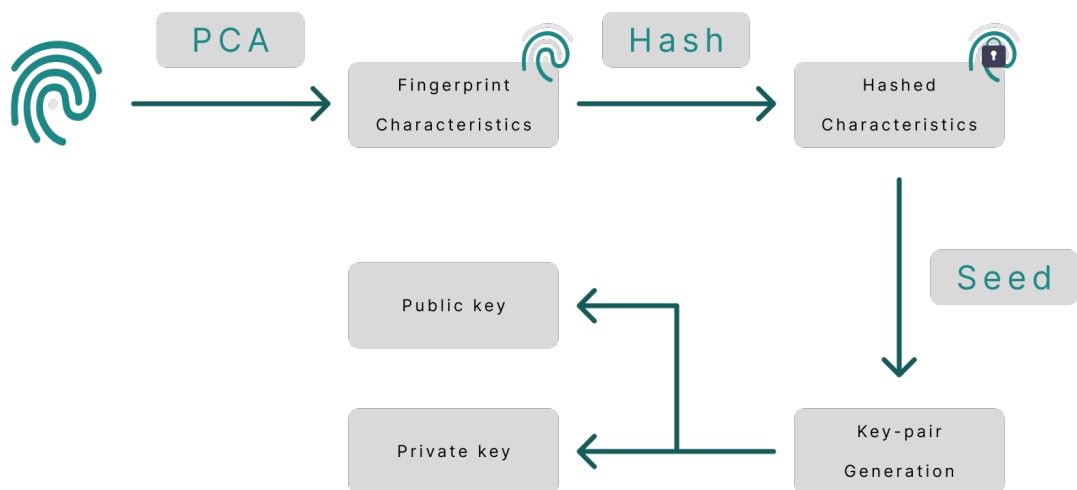 PCA
Hash
Fingerprint
Characteristics
Hashed
Characteristics
Seed
Public key
Private key
Key-pair
Generation